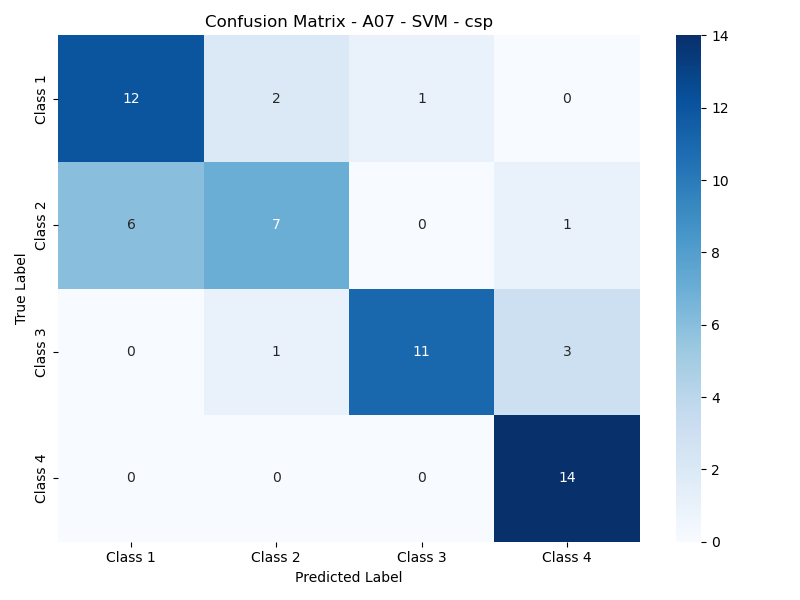 Confusion Matrix - A07 - SVM - csp
True Label
Class 1
12 2 1 0
Class 2
6 7 0 1
Class 3
0 1 11 3
Class 4
0 0 0 14
Class 1 Class 2 Class 3 Class 4
Predicted Label
14
12
10
8
6
4
2
0